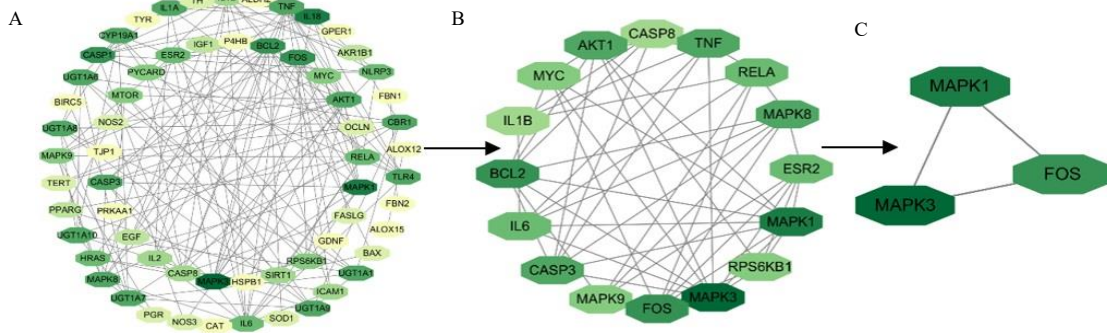 A
B
C
IL1A
TH
ALDH2
TNF
IL18
TYR
GPER1
CYP19A1
IGF1
P4HB
BCL2
AKR1B1
CASP1
ESR2
FOS
NLRP3
UGT1A6
PYCARD
MYC
FBN1
BIRC5
MTOR
AKT1
CBR1
UGT1A8
NOS2
OCLN
ALOX12
MAPK9
TJP1
RELA
TLR4
TERT
CASP3
MAPK1
FBN2
PPARG
PRKAA1
FASLG
ALOX15
UGT1A10
EGF
GDNF
BAX
HRAS
IL2
RPS6KB1
MAPK8
CASP8
HSPB1
SIRT1
UGT1A1
UGT1A7
ICAM1
PGR
NOS3
CAT
IL6
SOD1
UGT1A9
CASP8
AKT1
TNF
MYC
RELA
IL1B
MAPK8
BCL2
ESR2
IL6
MAPK1
CASP3
RPS6KB1
MAPK9
FOS
MAPK3
MAPK1
FOS
MAPK3